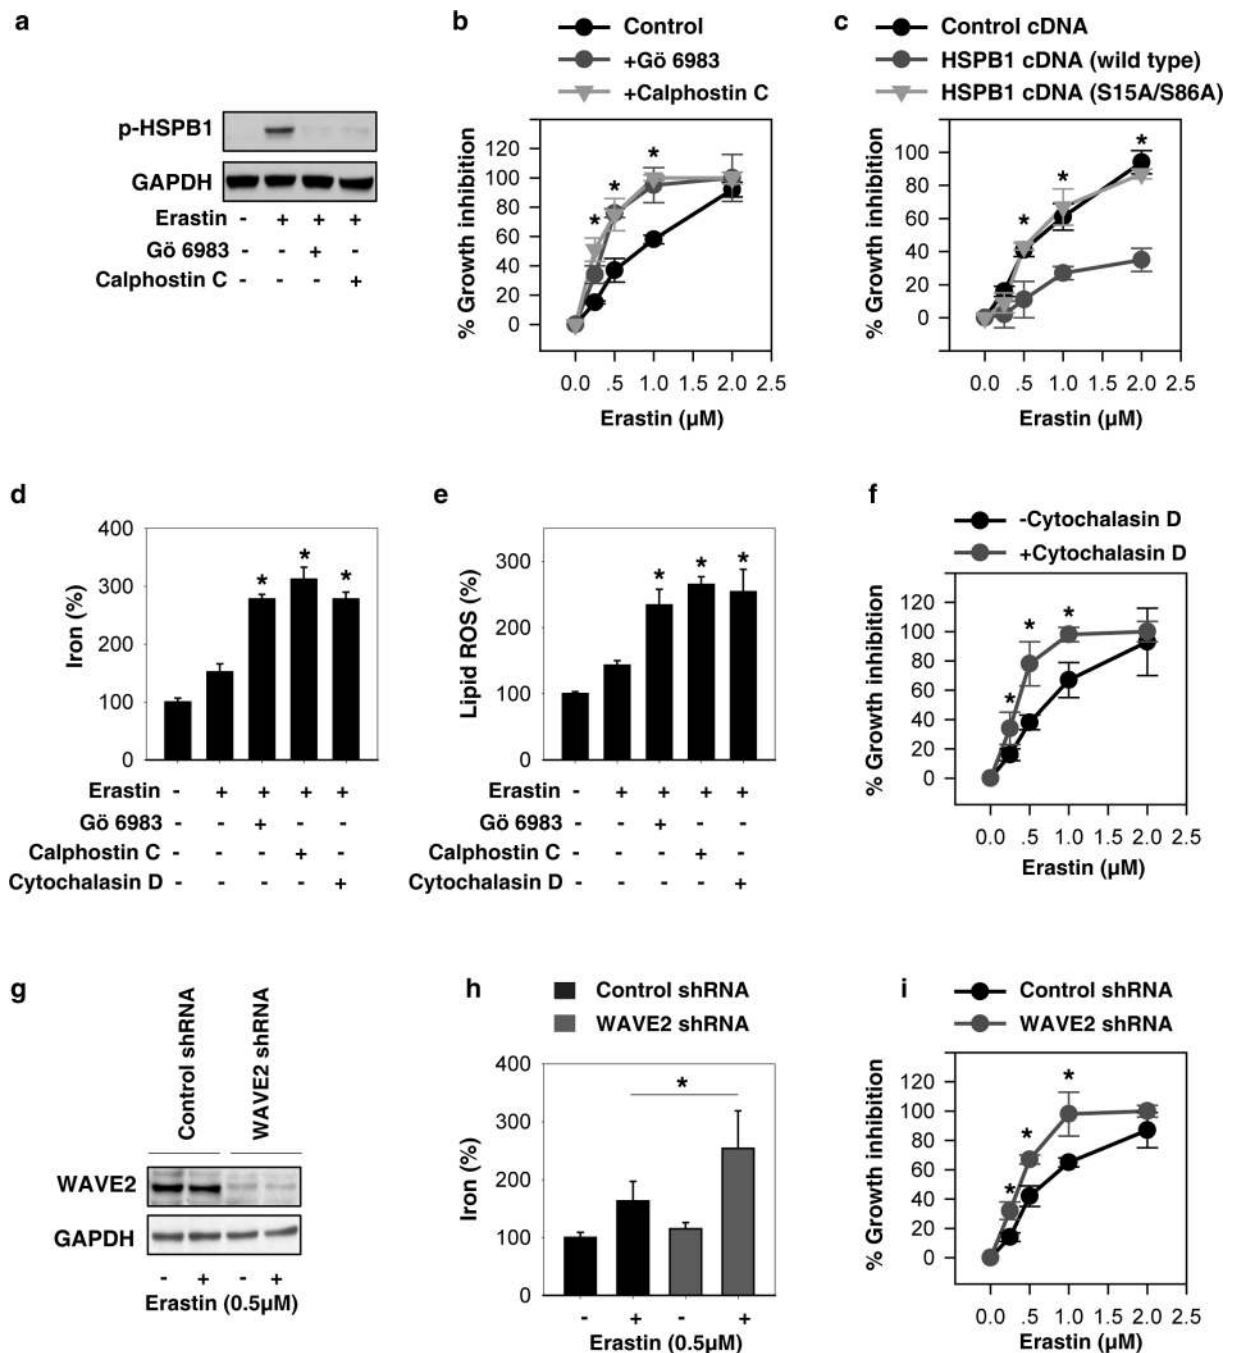 a
p-HSPB1
GAPDH
Erastin - + + +
Gö 6983 - - + -
Calphostin C - - - +
b
Control
+Gö 6983
+Calphostin C
% Growth inhibition
120
100
80
60
40
20
0
0.0 .5 1.0 1.5 2.0 2.5
Erastin (µM)
* * *
c
Control cDNA
HSPB1 cDNA (wild type)
HSPB1 cDNA (S15A/S86A)
% Growth inhibition
100
80
60
40
20
0
0.0 .5 1.0 1.5 2.0 2.5
Erastin (µM)
* * *
d
Iron (%)
400
300
200
100
0
* * *
Erastin - + + + +
Gö 6983 - - + - -
Calphostin C - - - + -
Cytochalasin D - - - - +
e
Lipid ROS (%)
300
200
100
0
* * *
Erastin - + + + +
Gö 6983 - - + - -
Calphostin C - - - + -
Cytochalasin D - - - - +
f
-Cytochalasin D
+Cytochalasin D
% Growth inhibition
120
100
80
60
40
20
0
0.0 .5 1.0 1.5 2.0 2.5
Erastin (µM)
* * *
g
Control shRNA
WAVE2 shRNA
WAVE2
GAPDH
- + - +
Erastin (0.5µM)
h
Control shRNA
WAVE2 shRNA
Iron (%)
400
300
200
100
0
*
- + - +
Erastin (0.5µM)
i
Control shRNA
WAVE2 shRNA
% Growth inhibition
120
100
80
60
40
20
0
0.0 .5 1.0 1.5 2.0 2.5
Erastin (µM)
* * *